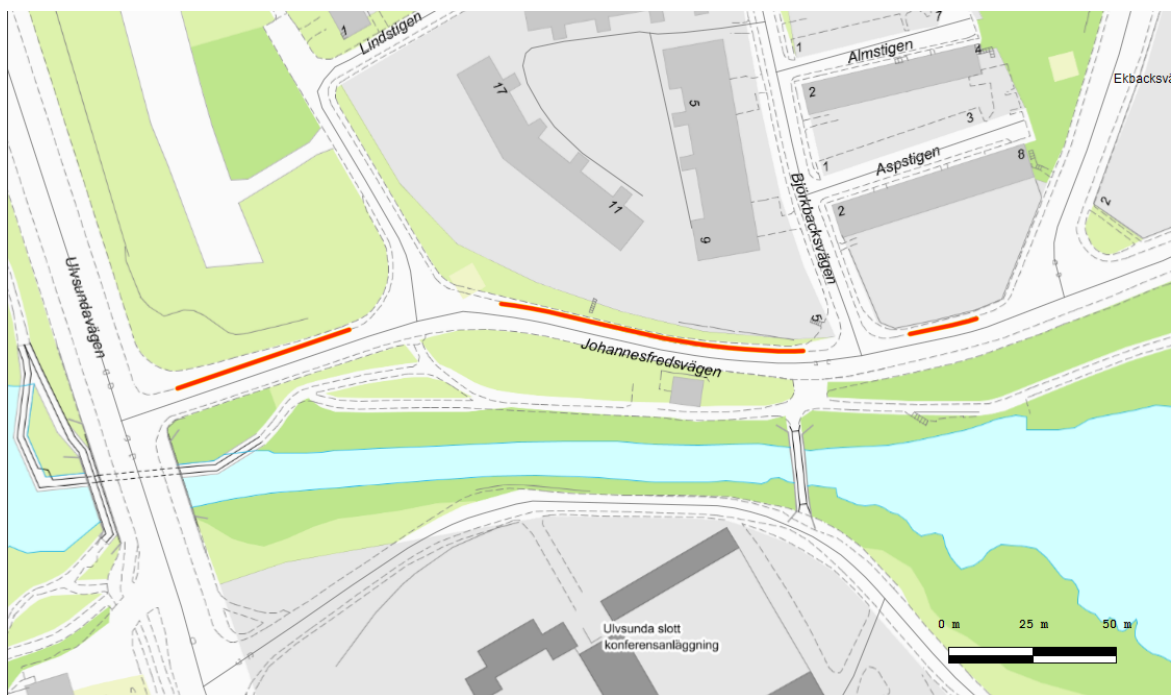 1
Lindstigen
7
1
Almstigen
4
Ekbacksvä
17
5
2
3
1
Aspstigen
8
2
2
11
9
Björkbacksvägen
Ulvsundavägen
5
Johannesfredsvägen
Ulvsunda slott
konferensanläggning
0 m 25 m 50 m